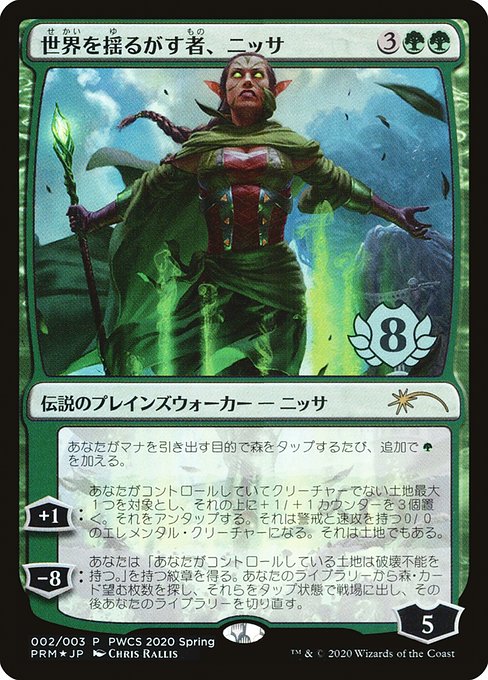 せかい ゆ もの
世界を揺るがす者、ニッサ 3
8
伝説のプレインズウォーカー — ニッサ
あなたがマナを引き出す目的で森をタップするたび、追加で
を加える。
+1: あなたがコントロールしていてクリーチャーでない土地最大
1つを対象とし、それの上に+1/+1カウンターを3個置
く。それをアンタップする。それは警戒と速攻を持つ0/0
のエレメンタル・クリーチャーになる。それは土地でもある。
-8: あなたは「あなたがコントロールしている土地は破壊不能を
持つ。」を持つ紋章を得る。あなたのライブラリーから森・カー
ド望む枚数を探し、それらをタップ状態で戦場に出し、その
後あなたのライブラリーを切り直す。
5
002/003 P PWCS 2020 Spring
PRM★JP Chris Rallis
™ & © 2020 Wizards of the Coast